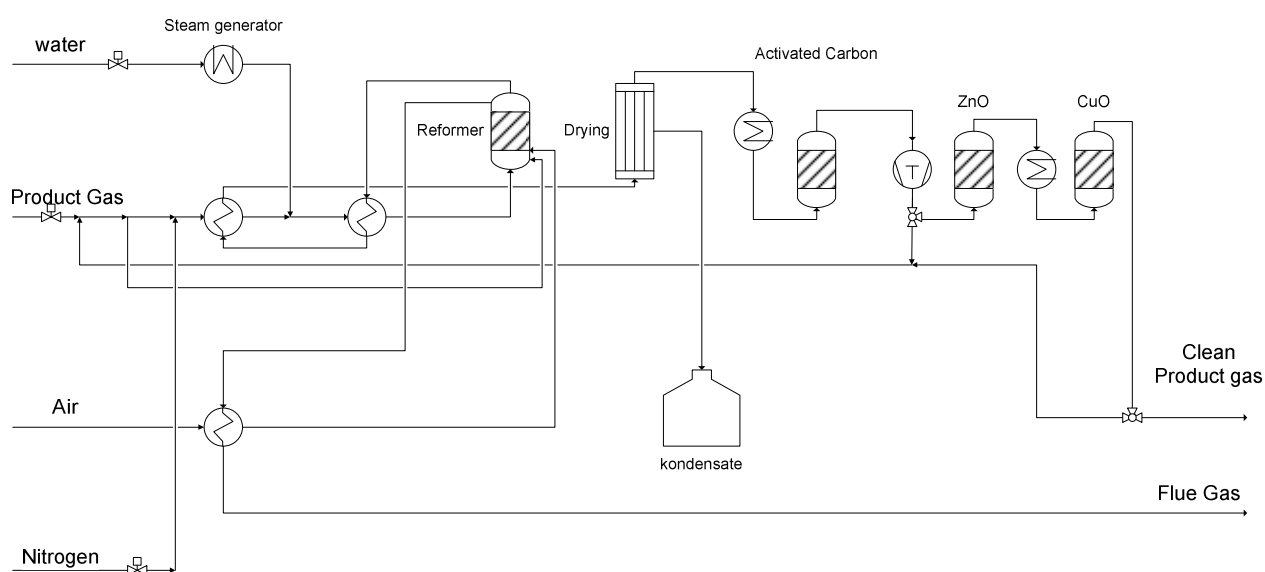 Steam generator
water
Activated Carbon
ZnO
CuO
Reformer
Drying
Product Gas
T
Clean
Product gas
Air
kondensate
Flue Gas
Nitrogen